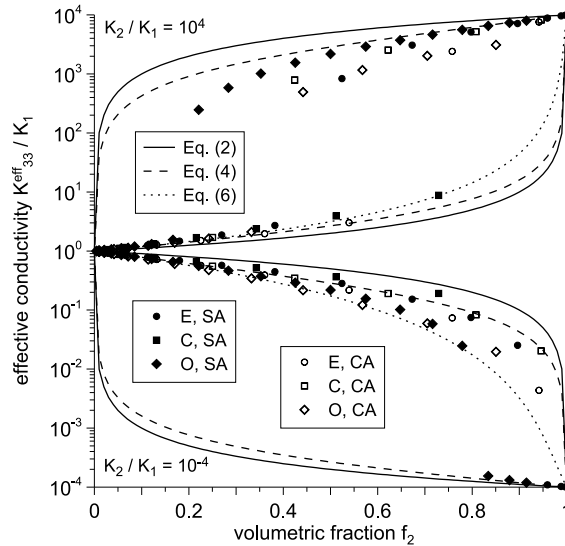 K₂ / K₁ = 10⁴
10⁴
10³
10²
10¹
10⁰
10⁻¹
10⁻²
10⁻³
10⁻⁴
effective conductivity Kᵉᶠᶠ₃₃ / K₁
Eq. (2)
Eq. (4)
Eq. (6)
E, SA
C, SA
O, SA
E, CA
C, CA
O, CA
K₂ / K₁ = 10⁻⁴
0 0.2 0.4 0.6 0.8 1
volumetric fraction f₂